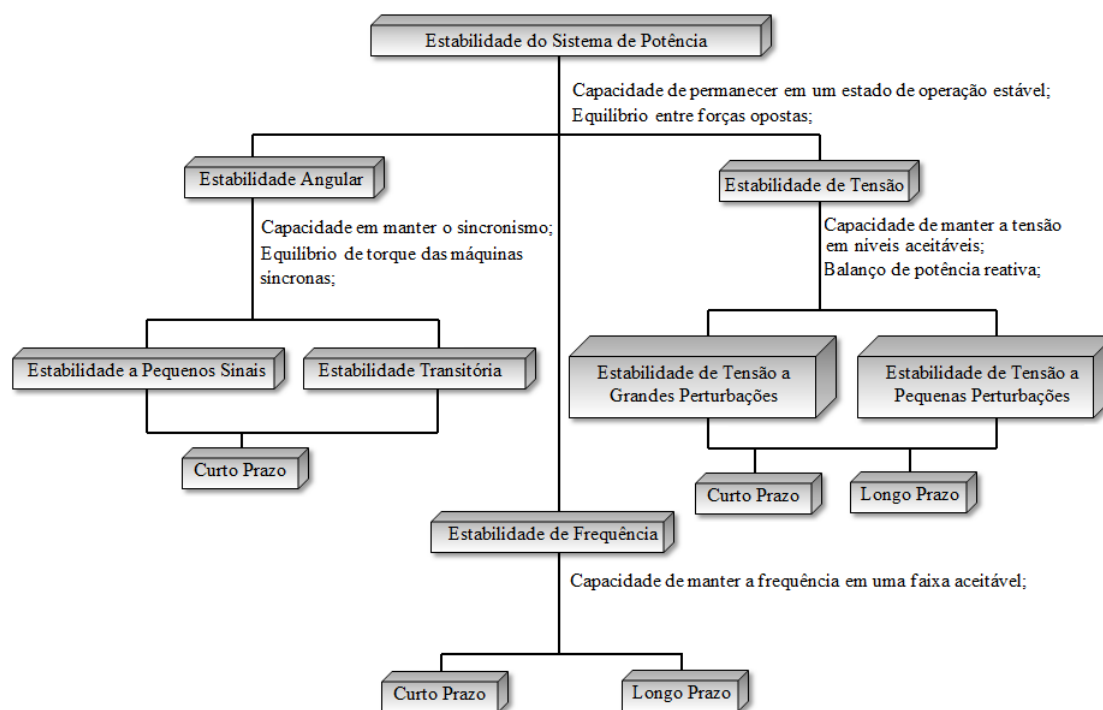 Estabilidade do Sistema de Potência
Capacidade de permanecer em um estado de operação estável;
Equilíbrio entre forças opostas;
Estabilidade Angular
Capacidade em manter o sincronismo;
Equilíbrio de torque das máquinas
síncronas;
Estabilidade de Tensão
Capacidade de manter a tensão
em níveis aceitáveis;
Balanço de potência reativa;
Estabilidade a Pequenos Sinais
Estabilidade Transitória
Curto Prazo
Estabilidade de Tensão a
Grandes Perturbações
Estabilidade de Tensão a
Pequenas Perturbações
Curto Prazo
Longo Prazo
Estabilidade de Frequência
Capacidade de manter a frequência em uma faixa aceitável;
Curto Prazo
Longo Prazo